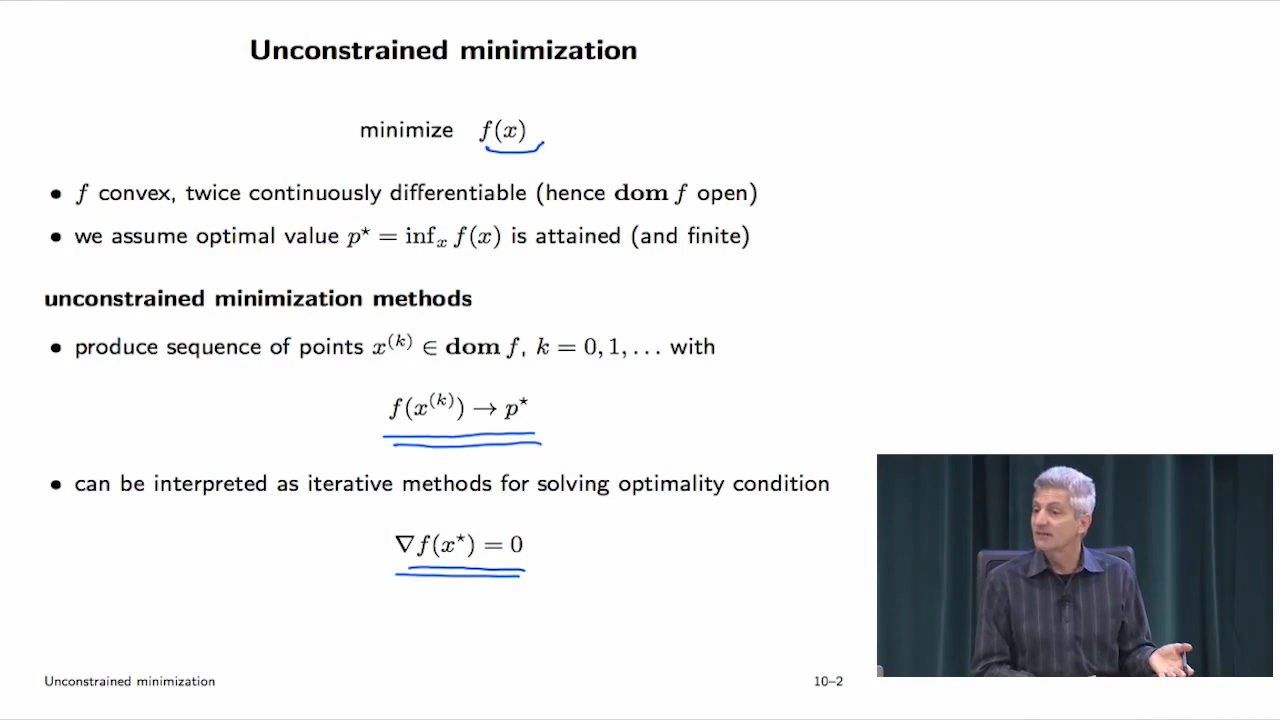 Unconstrained minimization
minimize f(x)
• f convex, twice continuously differentiable (hence dom f open)
• we assume optimal value p⋆ = infₓ f(x) is attained (and finite)
unconstrained minimization methods
• produce sequence of points x⁽ᵏ⁾ ∈ dom f, k = 0, 1, . . . with
f(x⁽ᵏ⁾) → p⋆
• can be interpreted as iterative methods for solving optimality condition
∇f(x⋆) = 0
Unconstrained minimization 10–2